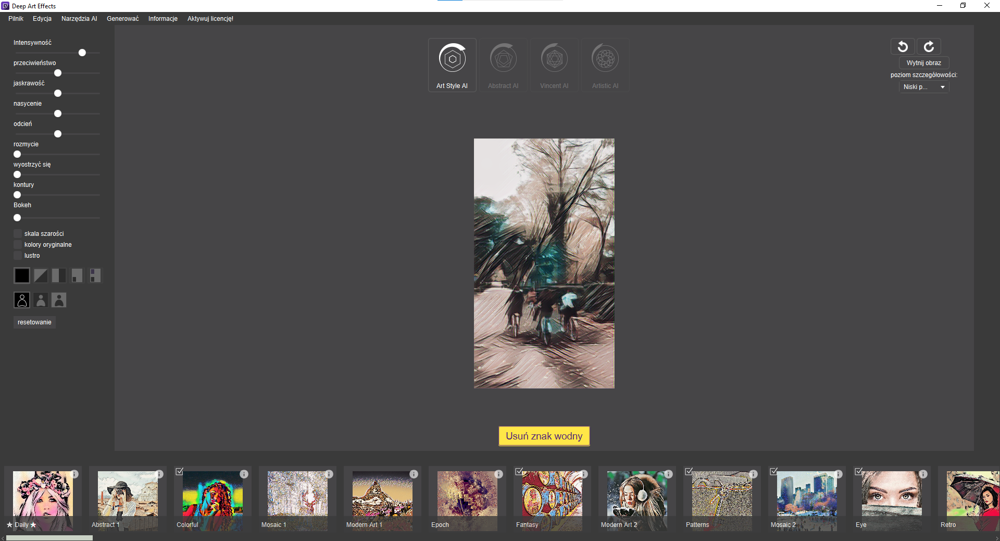 Deep Art Effects
Pilnik Edycja Narzędzia AI Generować Informacje Aktywuj licencję!
Intensywność
przeciwieństwo
jaskrawość
nasycenie
odcień
rozmycie
wyostrzyć się
kontury
Bokeh
skala szarości
kolory oryginalne
lustro
resetowanie
Art Style AI Abstract AI Vincent AI Artistic AI
Wytnij obraz
poziom szczegółowości:
Niski p...
Usuń znak wodny
Daily Abstract 1 Colorful Mosaic 1 Modern Art 1 Epoch Fantasy Modern Art 2 Patterns Mosaic 2 Eye Retro